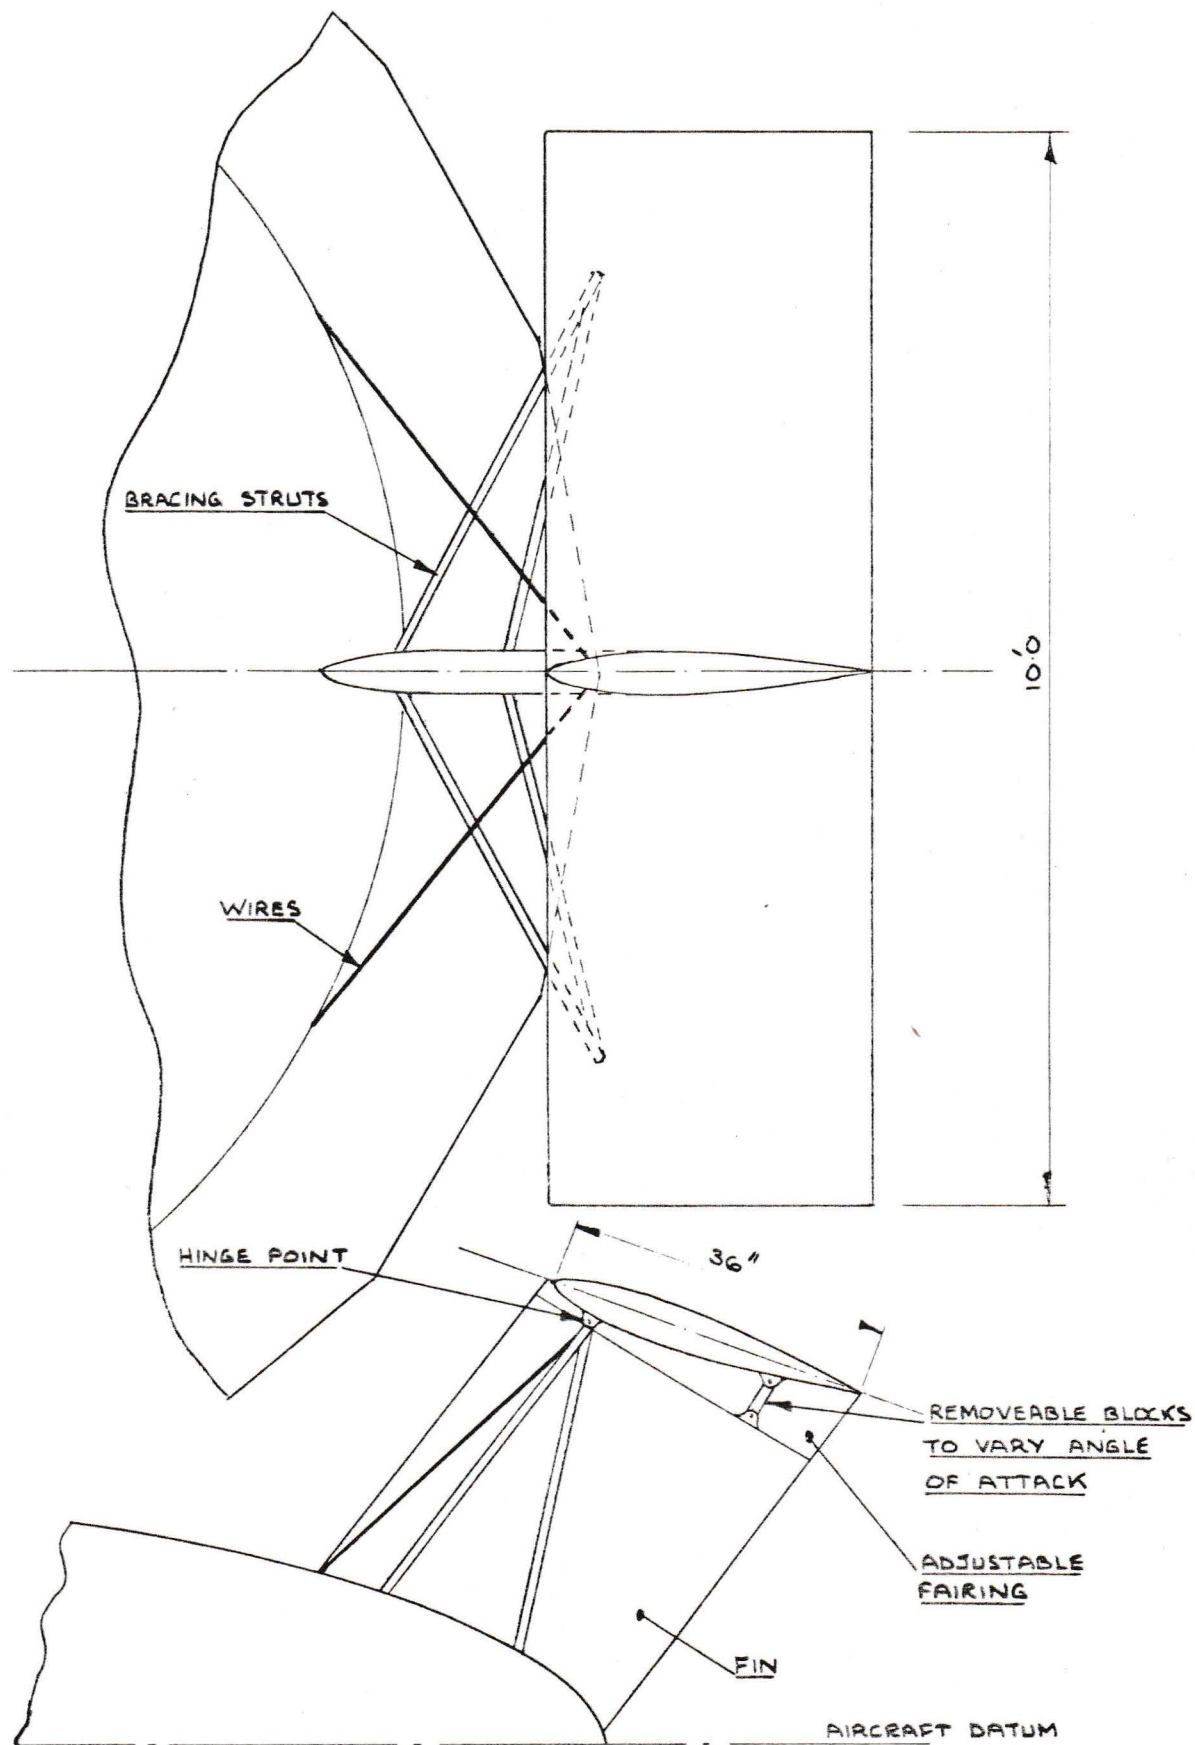 BRACING STRUTS
10'.0
WIRES
HINGE POINT
36"
REMOVEABLE BLOCKS
TO VARY ANGLE
OF ATTACK
ADJUSTABLE
FAIRING
FIN
AIRCRAFT DATUM